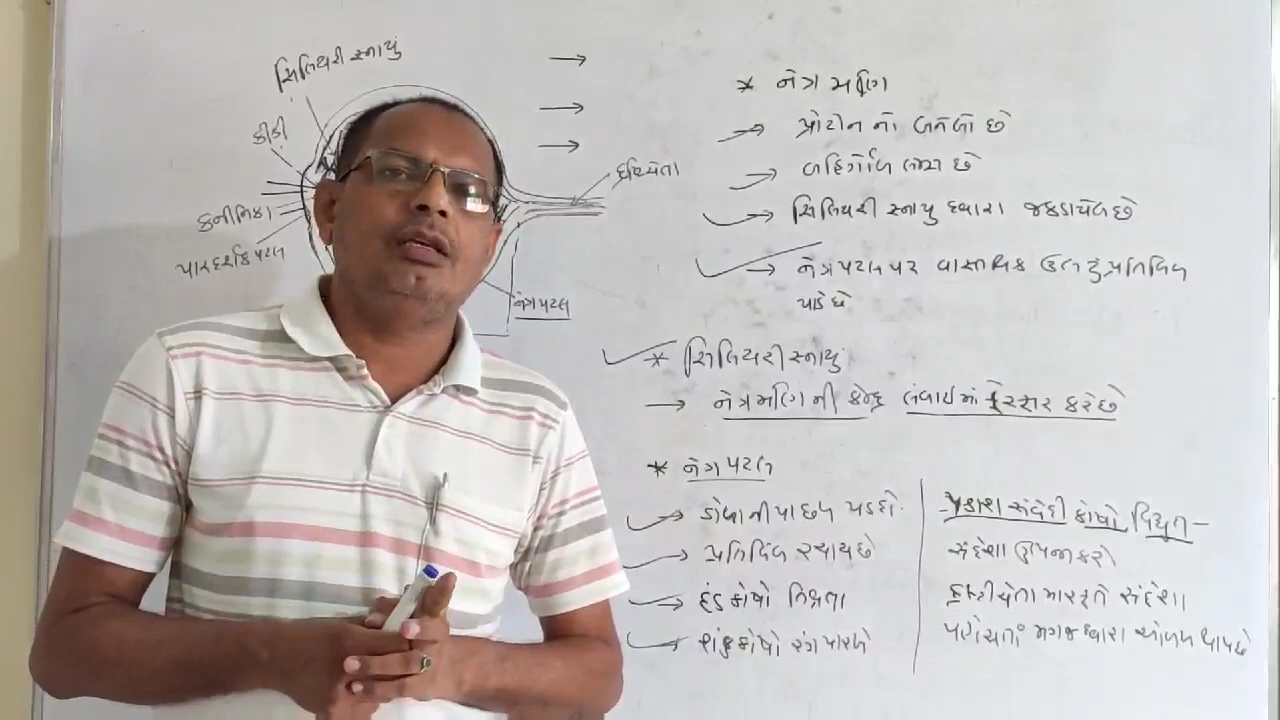 સિલિયરી સ્નાયું
કીકી
કનીનિકા
પારદર્શક પટલ
દ્રષ્ટિચેતા
નેત્રપટલ
* નેત્રમણિ
→ પ્રોટીન નો બનેલો છે
→ બહિર્ગોળ લેન્સ છે
→ સિલિયરી સ્નાયુ ધ્વારા જકડાયેલ છે
→ નેત્રપટલ પર વાસ્તવિક ઉલટું પ્રતિબિંબ
પાડે છે
* સિલિયરી સ્નાયું
→ નેત્રમણિ ની કેન્દ્ર લંબાઈમાં ફેરફાર કરે છે
* નેત્રપટલ
→ ડોળા ની પાછળ પડદો
→ પ્રતિબિંબ રચાય છે
→ દંડકોષો તિવ્રતા
→ શંકુકોષો રંગ પારખે
પ્રકાશ સંવેદી કોષો વિદ્યુત–
સંદેશા ઉત્પન્ન કરે
દ્રષ્ટીચેતા મારફતે સંદેશા
પહોંચતાં મગજ ધ્વારા ઓળખ થાય છે